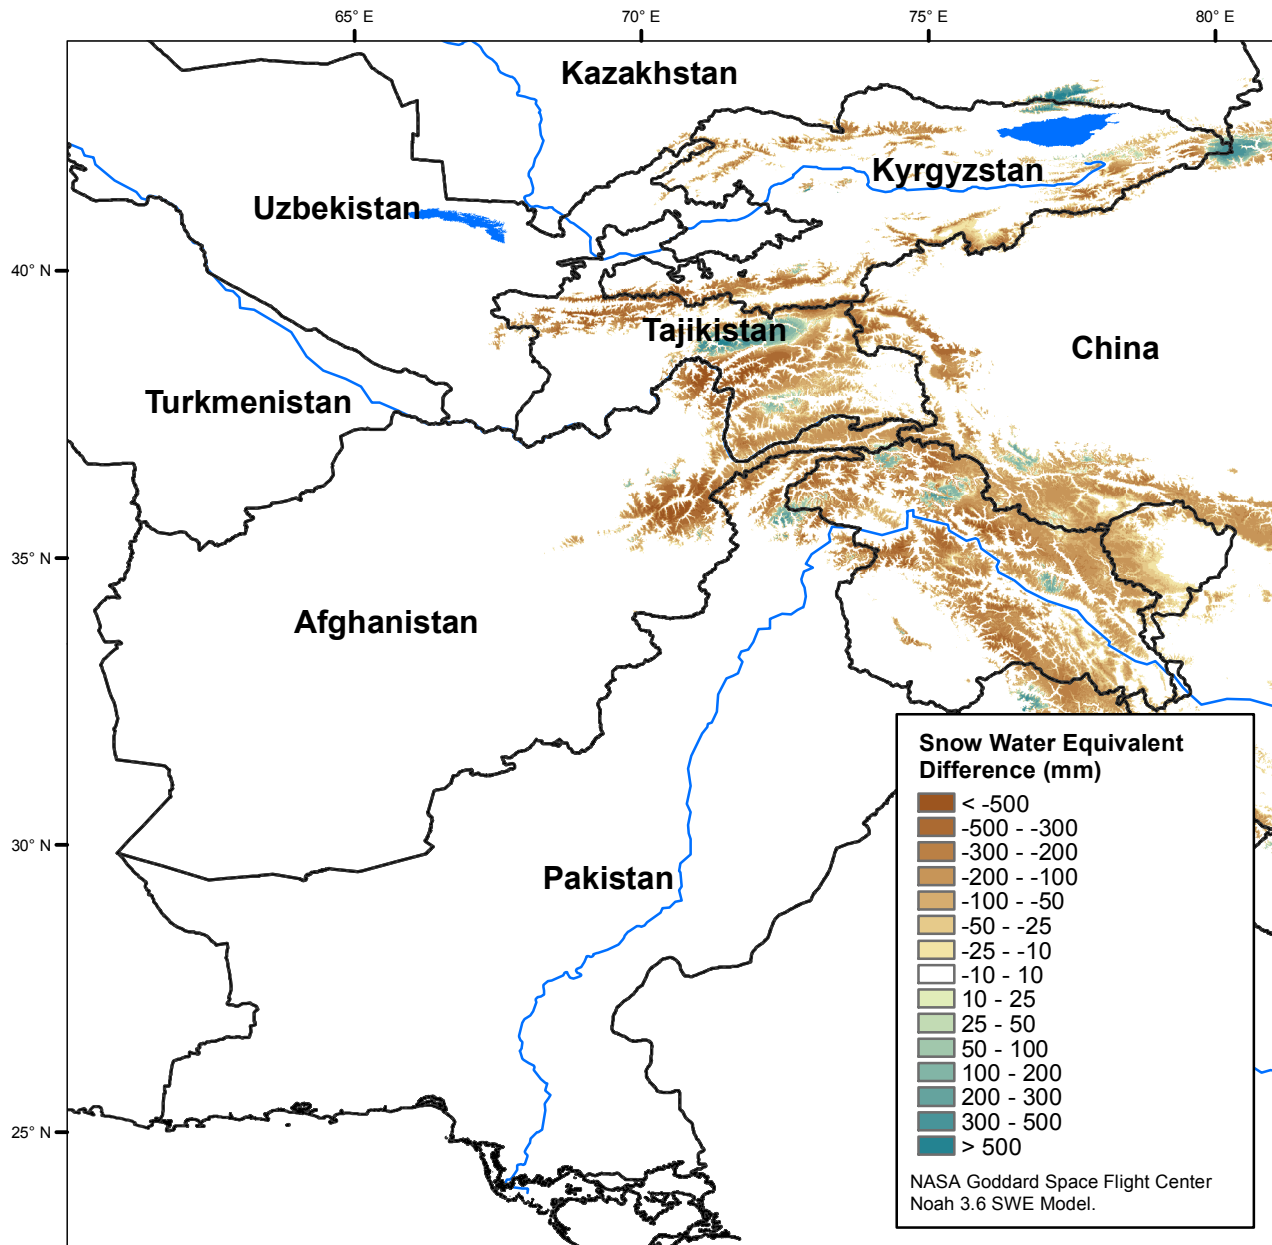 65° E
70° E
75° E
80° E
Kazakhstan
Kyrgyzstan
Uzbekistan
40° N
Tajikistan
China
Turkmenistan
35° N
Afghanistan
Snow Water Equivalent
Difference (mm)
< -500
-500 - -300
-300 - -200
-200 - -100
-100 - -50
-50 - -25
-25 - -10
-10 - 10
10 - 25
25 - 50
50 - 100
100 - 200
200 - 300
300 - 500
> 500
NASA Goddard Space Flight Center
Noah 3.6 SWE Model.
30° N
Pakistan
25° N